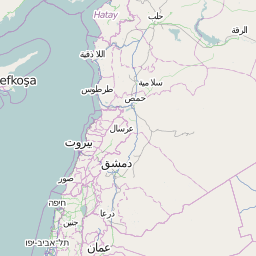 Hatay
حلب
الرقة
اللاذقية
سلامية
efkoşa
طرطوس
حمص
عرسال
بيروت
دمشق
صور
חיפה
درعا
جنين
תל־אביב-יפו
عمان